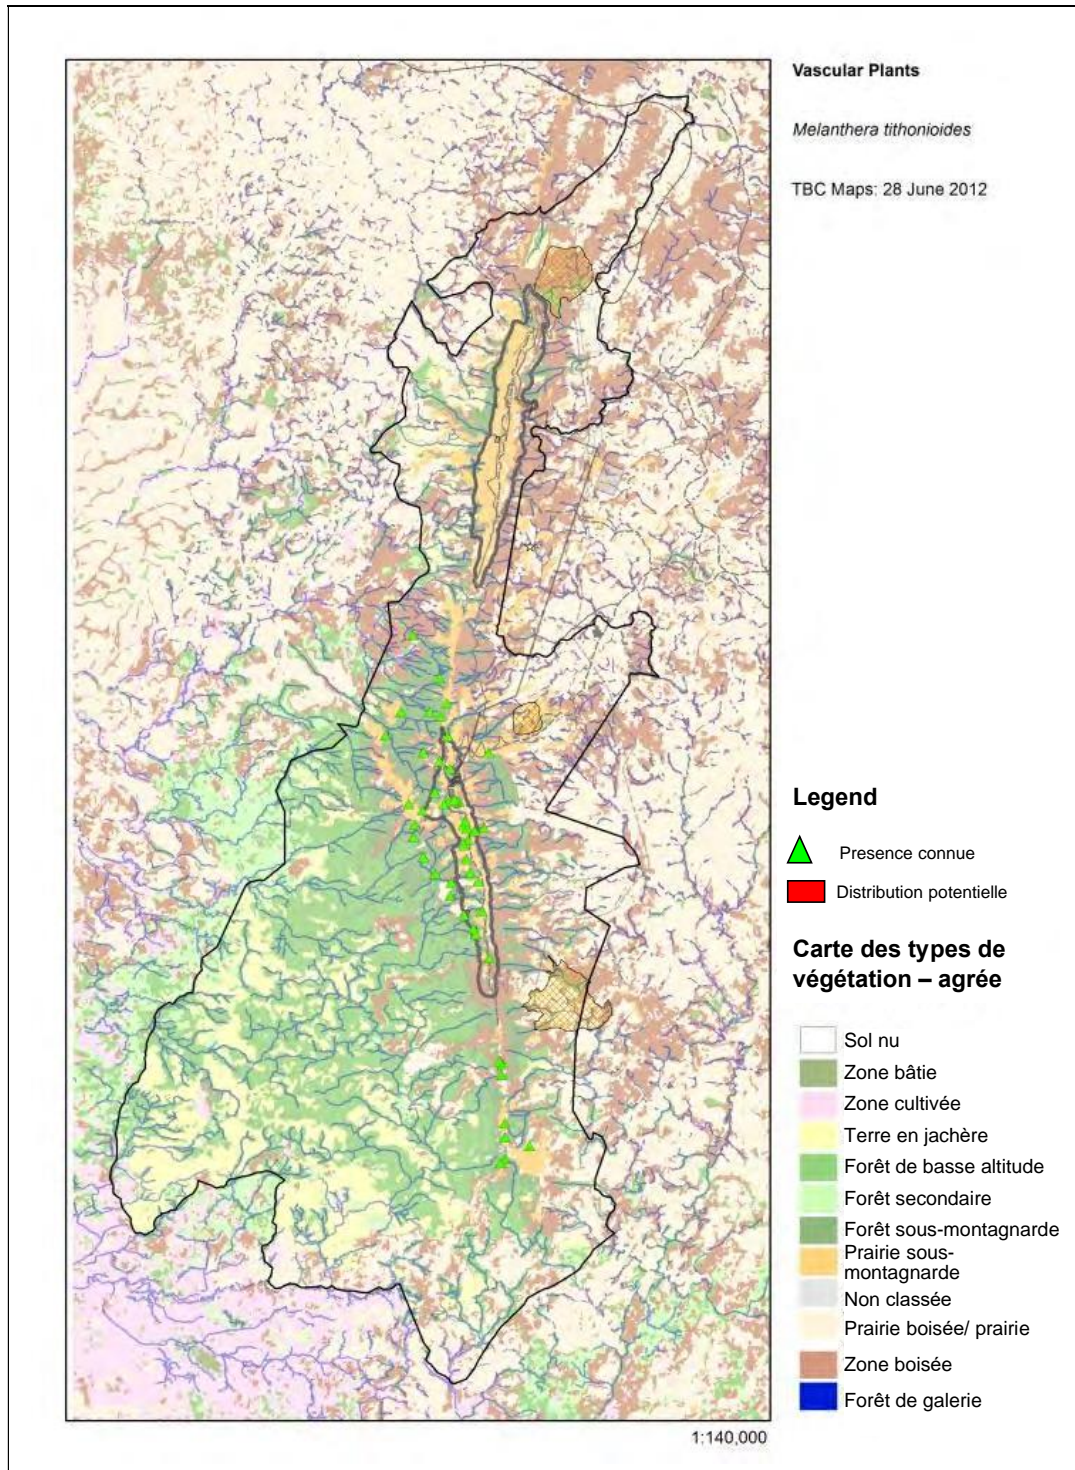 Vascular Plants
Melanthera tithonioides
TBC Maps: 28 June 2012
Legend
Presence connue
Distribution potentielle
Carte des types de
végétation – agrée
Sol nu
Zone bâtie
Zone cultivée
Terre en jachère
Forêt de basse altitude
Forêt secondaire
Forêt sous-montagnarde
Prairie sous-
montagnarde
Non classée
Prairie boisée/ prairie
Zone boisée
Forêt de galerie
1:140,000